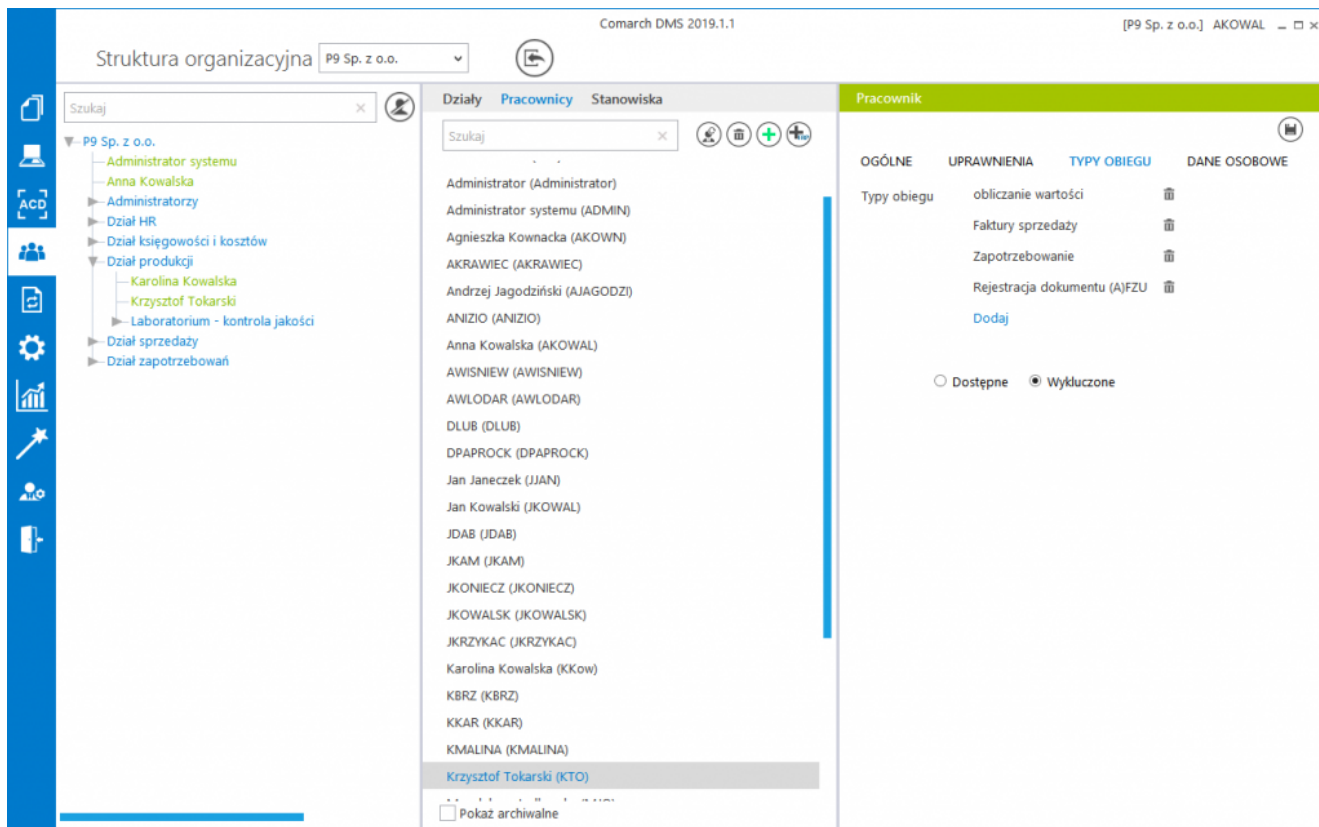 Comarch DMS 2019.1.1
[P9 Sp. z o.o.] AKOWAL
Struktura organizacyjna P9 Sp. z o.o.
ACD
Szukaj
P9 Sp. z o.o.
Administrator systemu
Anna Kowalska
Administratorzy
Dział HR
Dział księgowości i kosztów
Dział produkcji
Karolina Kowalska
Krzysztof Tokarski
Laboratorium - kontrola jakości
Dział sprzedaży
Dział zapotrzebowań
Działy Pracownicy Stanowiska
Szukaj
Administrator (Administrator)
Administrator systemu (ADMIN)
Agnieszka Kownacka (AKOWN)
AKRAWIEC (AKRAWIEC)
Andrzej Jagodziński (AJAGODZI)
ANIZIO (ANIZIO)
Anna Kowalska (AKOWAL)
AWISNIEW (AWISNIEW)
AWLODAR (AWLODAR)
DLUB (DLUB)
DPAPROCK (DPAPROCK)
Jan Janeczek (JJAN)
Jan Kowalski (JKOWAL)
JDAB (JDAB)
JKAM (JKAM)
JKONIECZ (JKONIECZ)
JKOWALSK (JKOWALSK)
JKRZYKAC (JKRZYKAC)
Karolina Kowalska (KKow)
KBRZ (KBRZ)
KKAR (KKAR)
KMALINA (KMALINA)
Krzysztof Tokarski (KTO)
Pokaż archiwalne
Pracownik
OGÓLNE UPRAWNIENIA TYPY OBIEGU DANE OSOBOWE
Typy obiegu obliczanie wartości
Faktury sprzedaży
Zapotrzebowanie
Rejestracja dokumentu (A)FZU
Dodaj
Dostępne Wykluczone